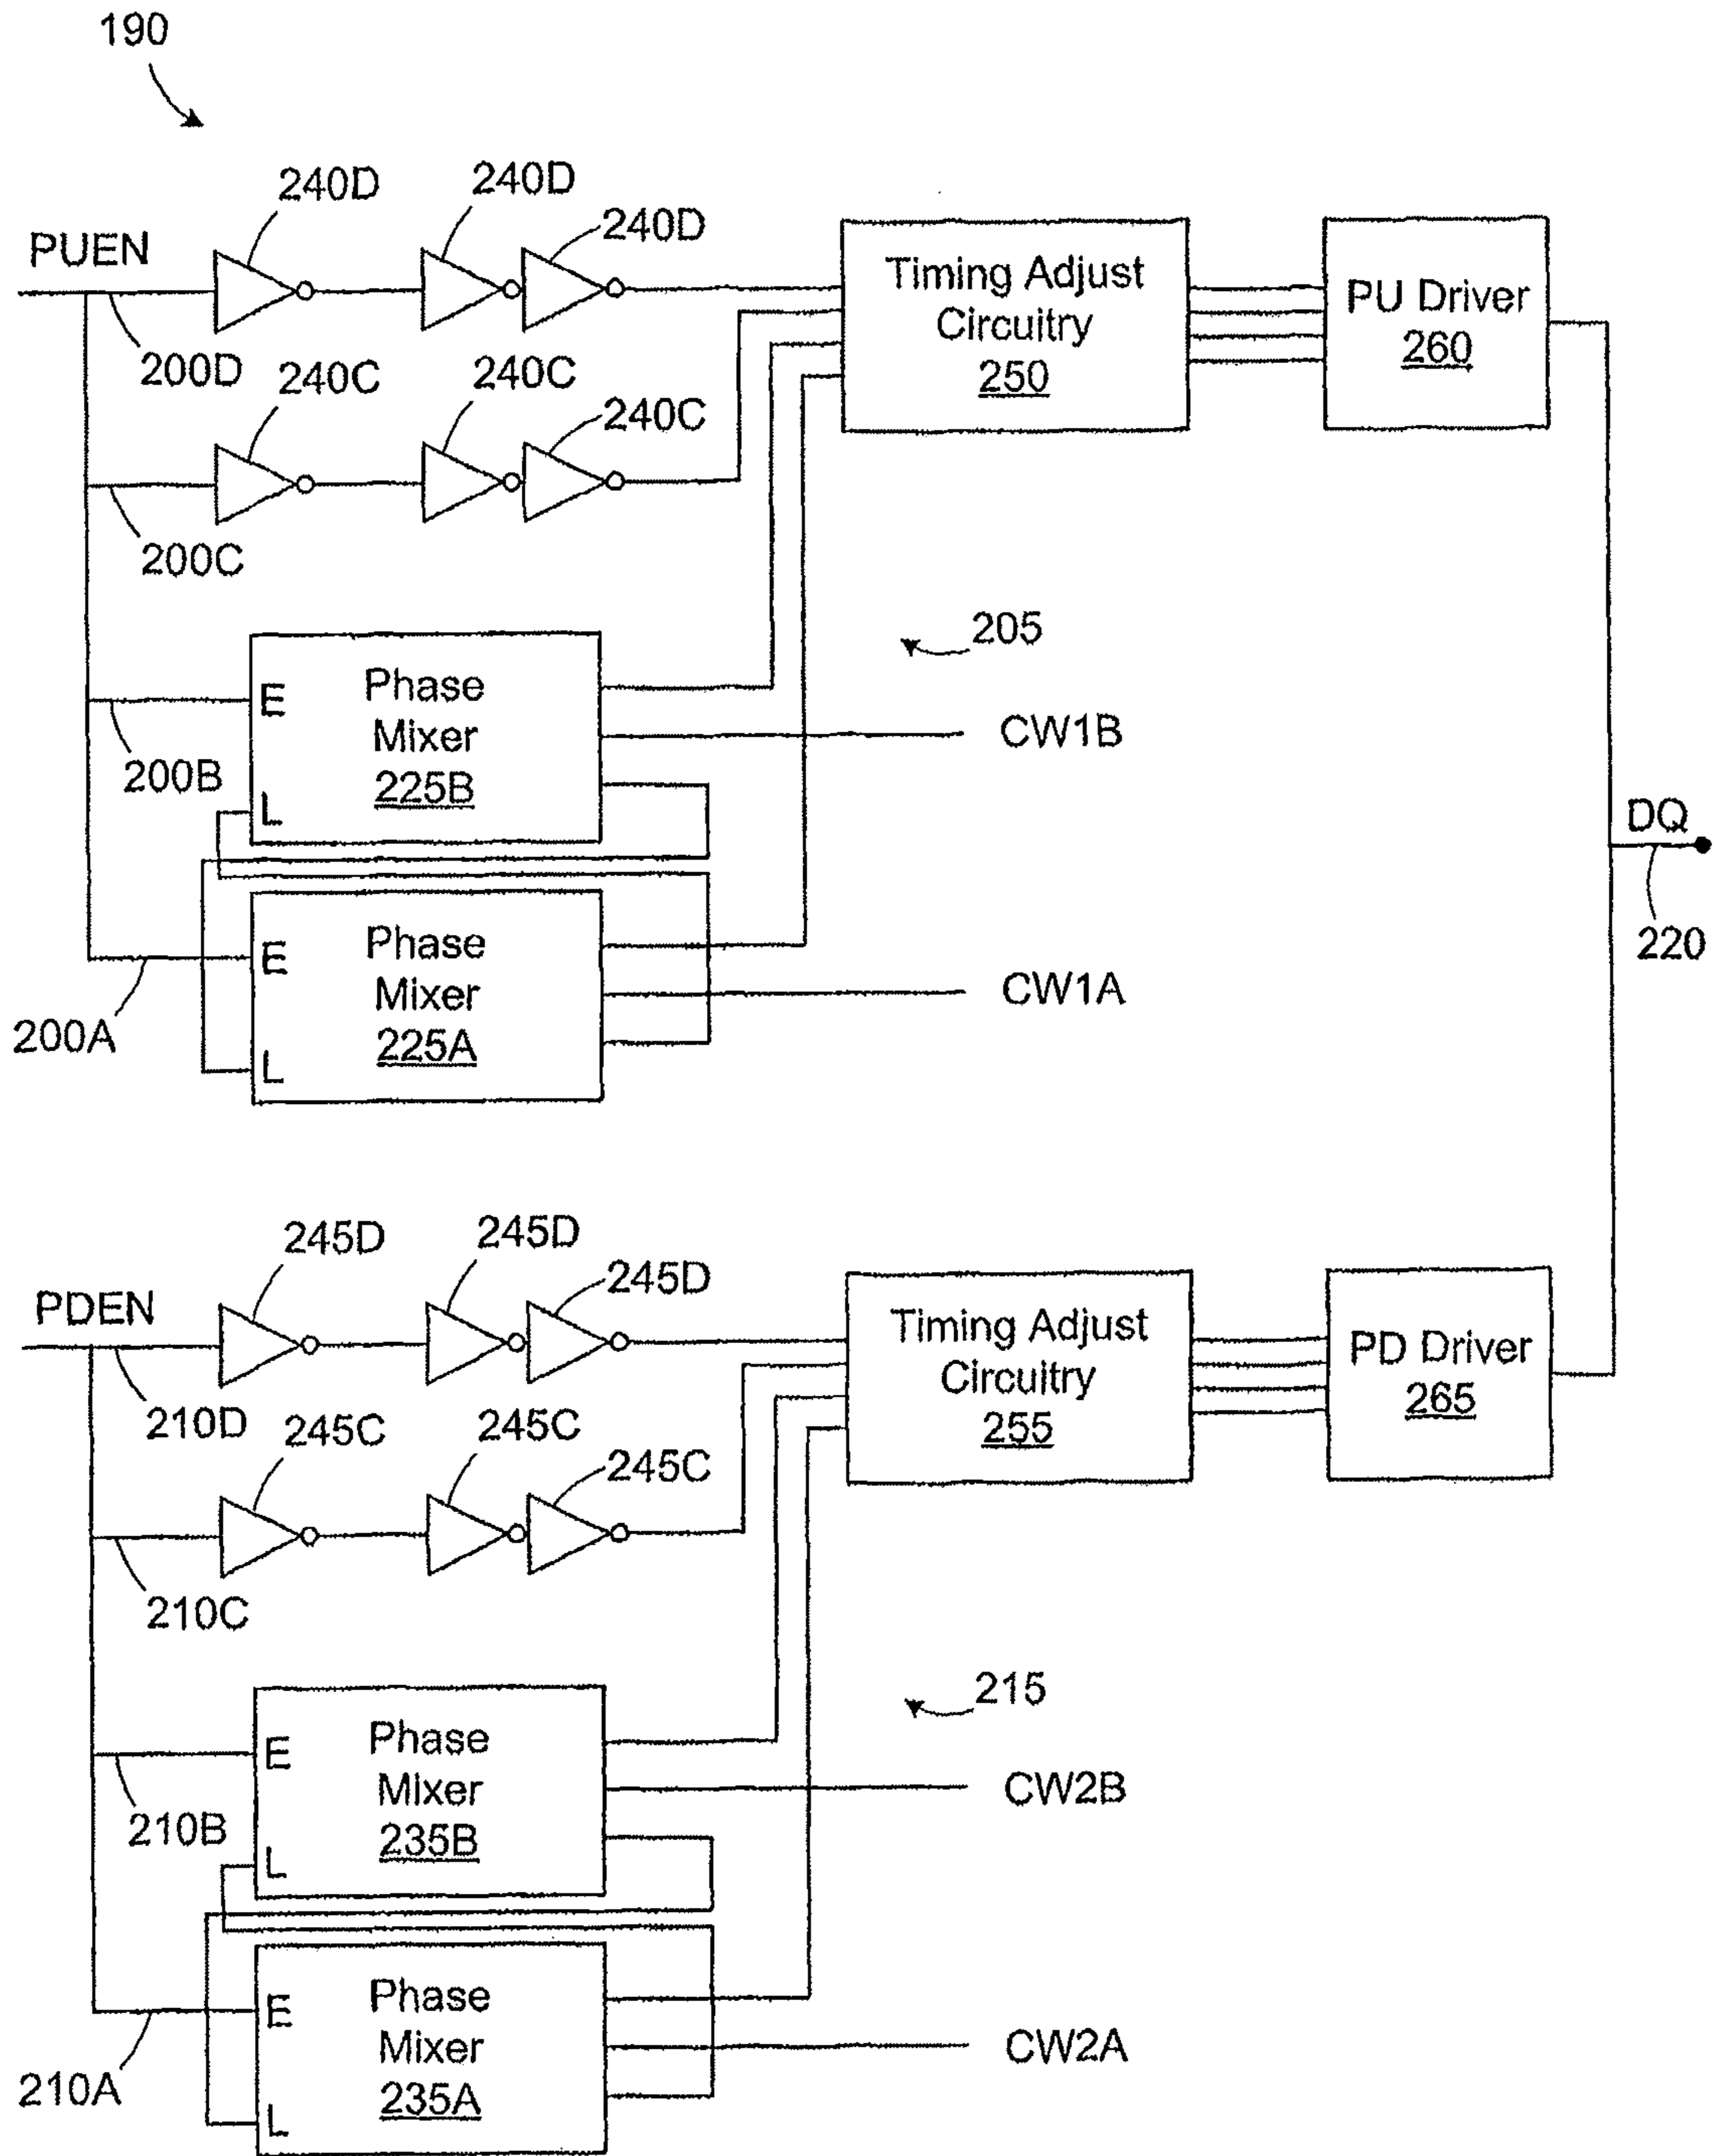 190
240D
240D
240D
PUEN
200D
240C
240C
240C
200C
Timing Adjust
Circuitry
250
PU Driver
260
205
E
Phase
Mixer
225B
L
200B
CW1B
DQ
220
E
Phase
Mixer
225A
L
200A
CW1A
245D
245D
245D
PDEN
210D
245C
245C
245C
210C
Timing Adjust
Circuitry
255
PD Driver
265
215
E
Phase
Mixer
235B
L
210B
CW2B
E
Phase
Mixer
235A
L
210A
CW2A